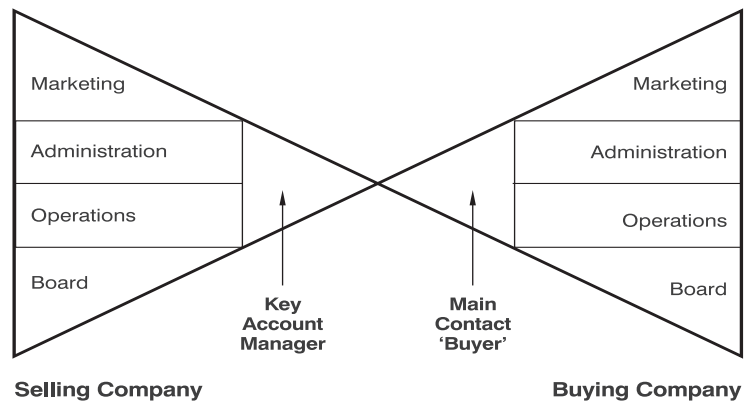 Marketing
Marketing
Administration
Administration
Operations
Operations
Board
Board
Key
Account
Manager
Main
Contact
‘Buyer’
Selling Company
Buying Company